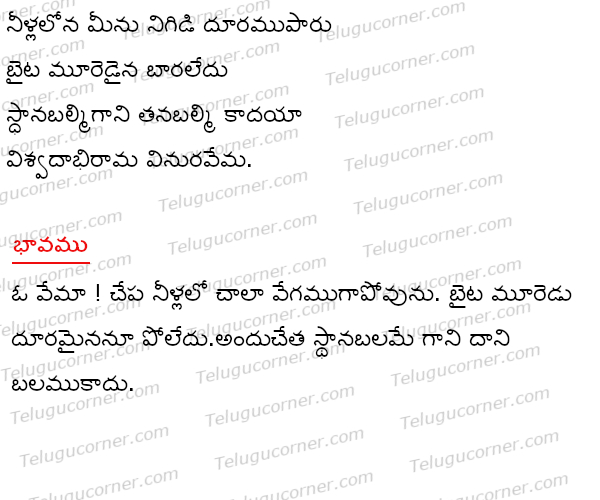 నీళ్లలోన మీను నిగిడి దూరముపారు
బైట మూరెడైన బారలేదు
స్థానబల్మిగాని తనబల్మి కాదయా
విశ్వదాభిరామ వినురవేమ.
భావము
ఓ వేమా ! చేప నీళ్లలో చాలా వేగముగాపోవును. బైట మూరెడు
దూరమైననూ పోలేదు.అందుచేత స్థానబలమే గాని దాని
బలముకాదు.
Telugucorner.com